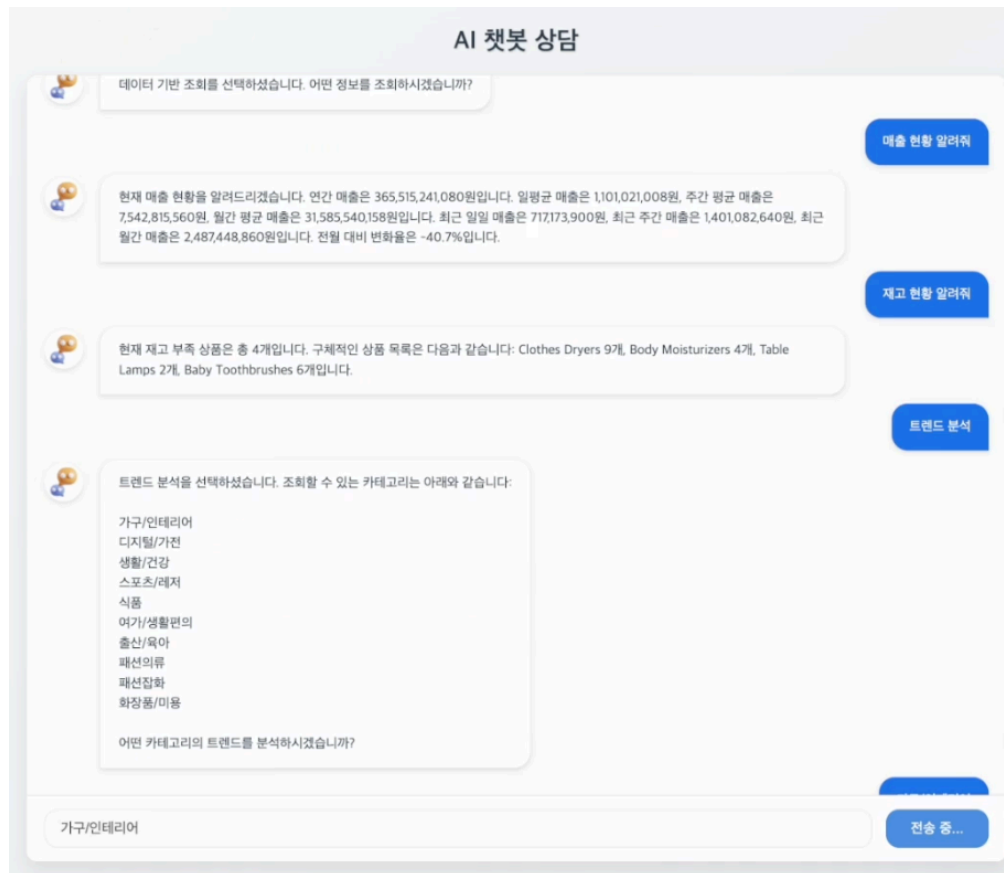 AI 챗봇 상담
데이터 기반 조회를 선택하셨습니다. 어떤 정보를 조회하시겠습니까?
매출 현황 알려줘
현재 매출 현황을 알려드리겠습니다. 연간 매출은 365,515,241,080원입니다. 일평균 매출은 1,101,021,008원, 주간 평균 매출은
7,542,815,560원, 월간 평균 매출은 31,585,540,158원입니다. 최근 일일 매출은 717,173,900원, 최근 주간 매출은 1,401,082,640원, 최근
월간 매출은 2,487,448,860원입니다. 전월 대비 변화율은 -40.7%입니다.
재고 현황 알려줘
현재 재고 부족 상품은 총 4개입니다. 구체적인 상품 목록은 다음과 같습니다: Clothes Dryers 9개, Body Moisturizers 4개, Table
Lamps 2개, Baby Toothbrushes 6개입니다.
트렌드 분석
트렌드 분석을 선택하셨습니다. 조회할 수 있는 카테고리는 아래와 같습니다:
가구/인테리어
디지털/가전
생활/건강
스포츠/레저
식품
여가/생활편의
출산/육아
패션의류
패션잡화
화장품/미용
어떤 카테고리의 트렌드를 분석하시겠습니까?
가구/인테리어
전송 중...